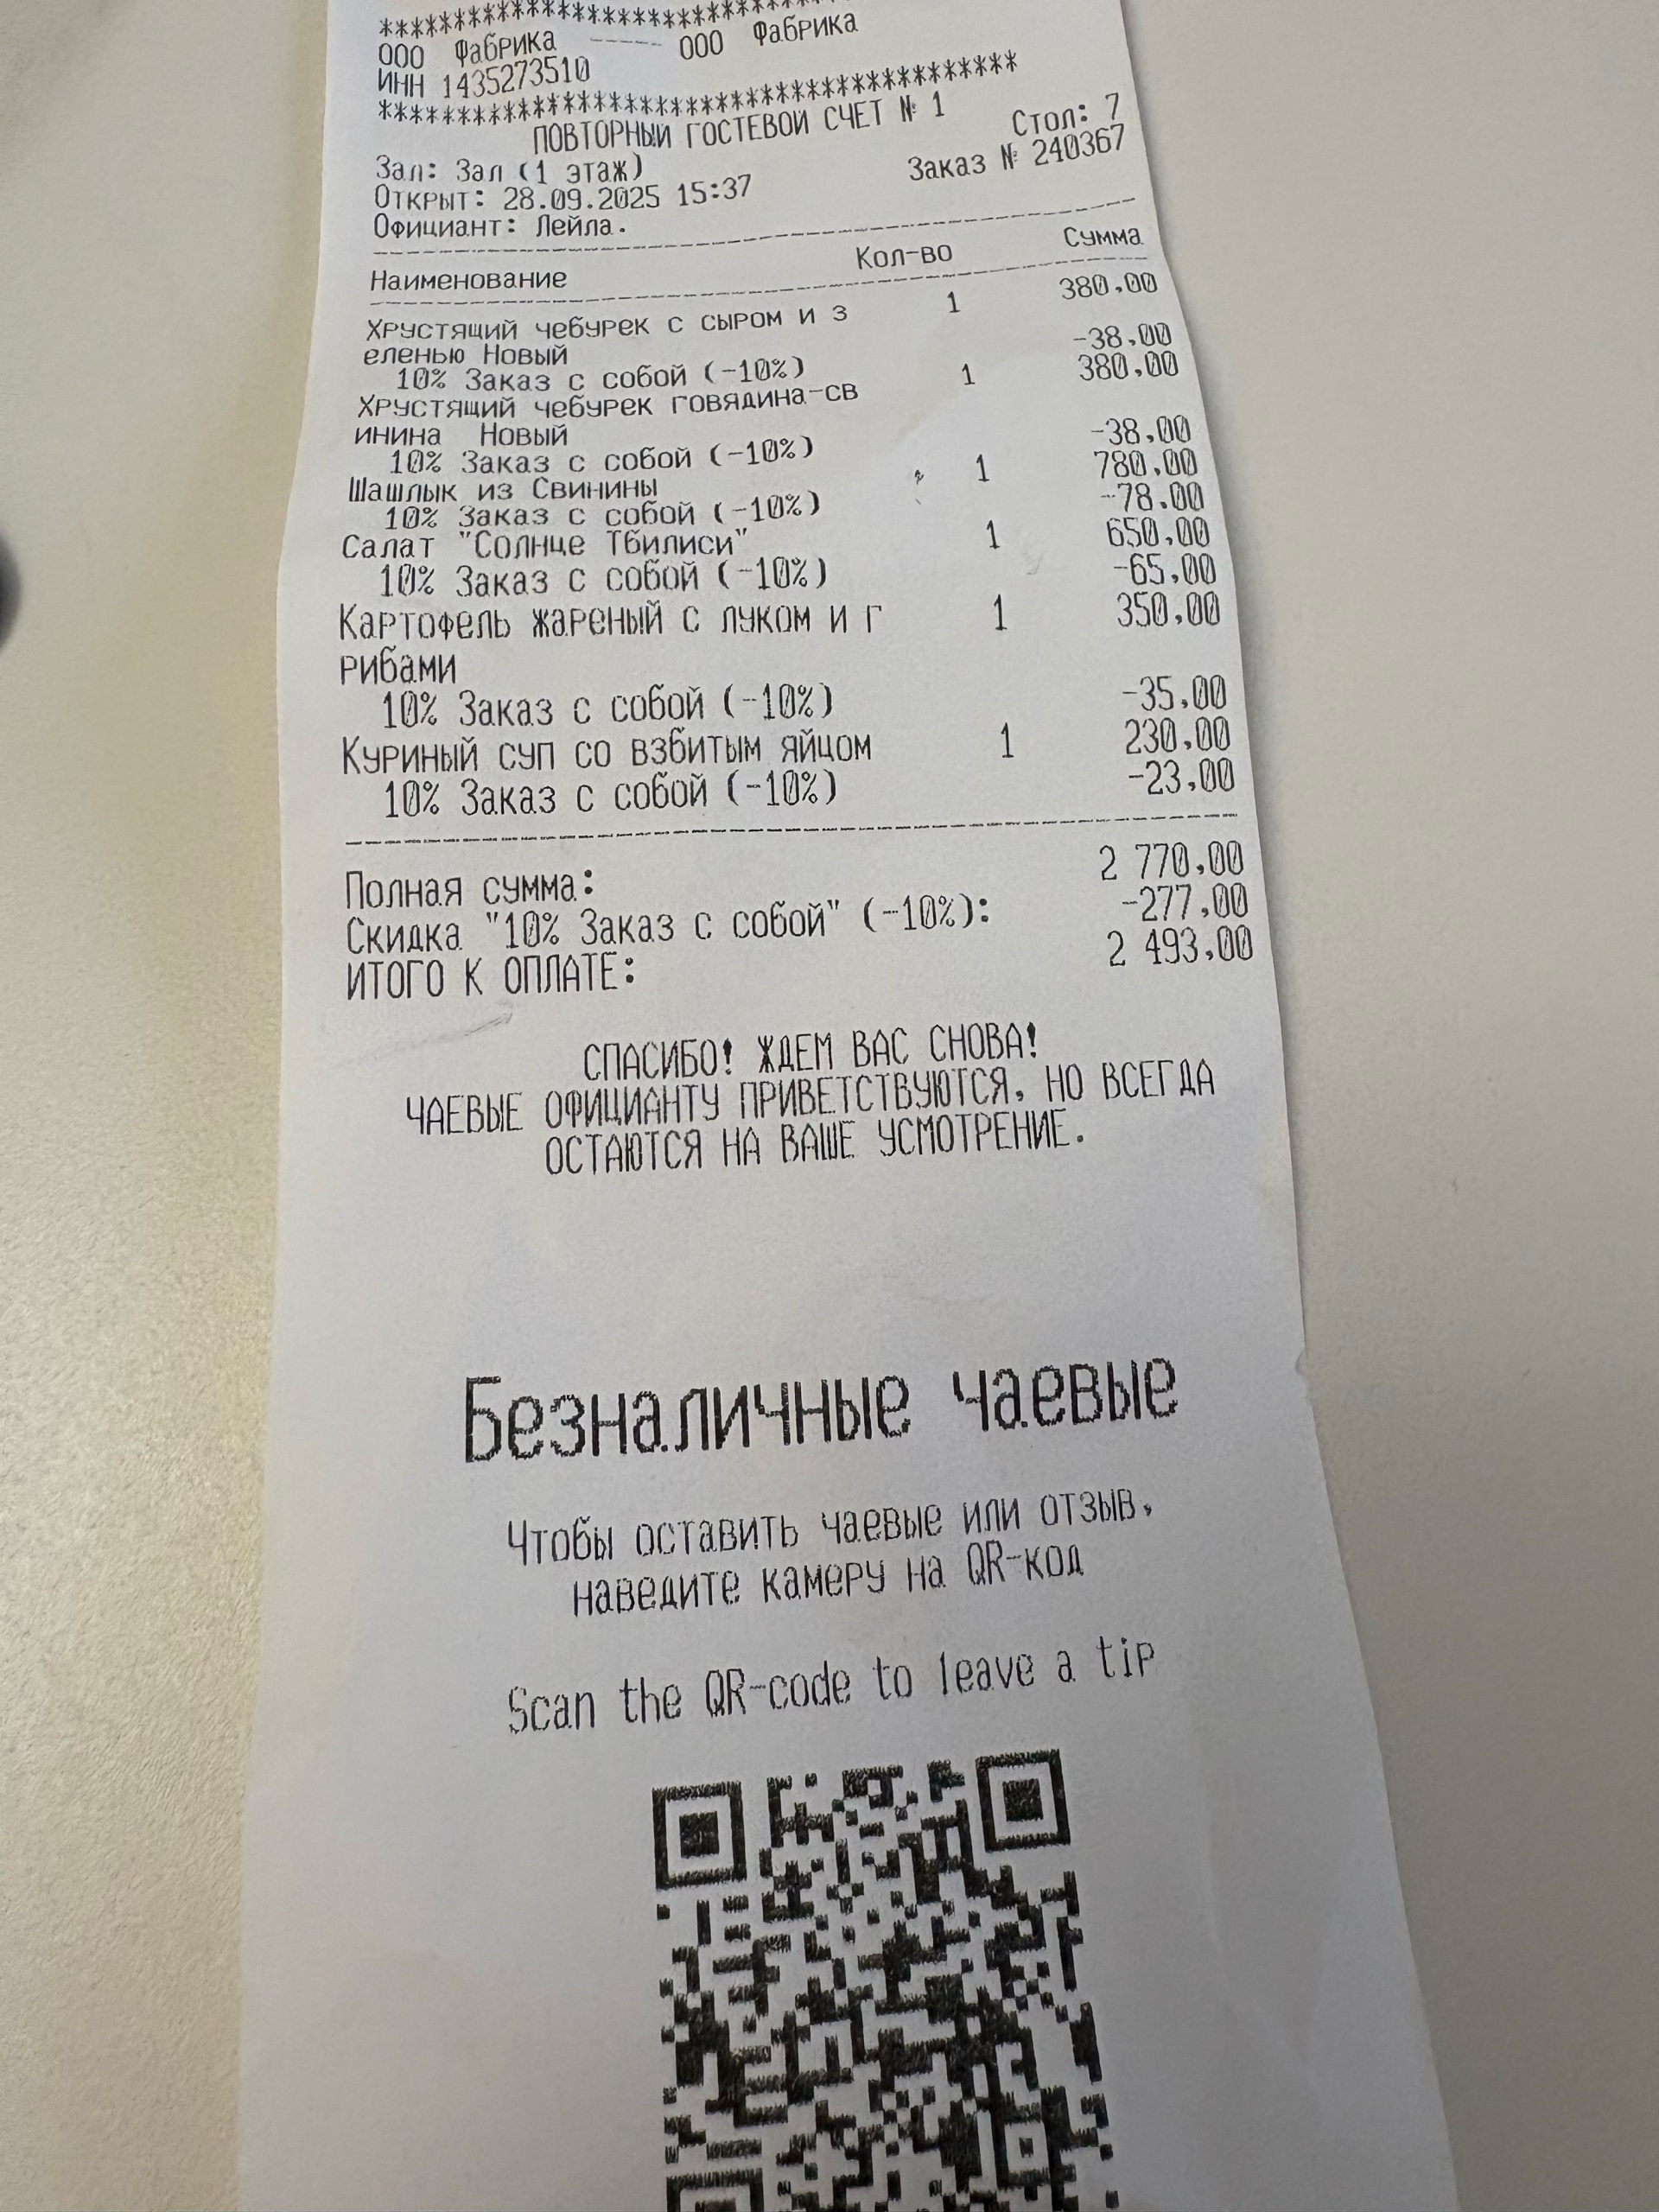 ******************************************
ООО Фабрика ----- ООО Фабрика
ИНН 1435273510
******************************************
ПОВТОРНЫЙ ГОСТЕВОЙ СЧЕТ № 1
Зал: Зал (1 этаж) Стол: 7
Открыт: 28.09.2025 15:37 Заказ № 240367
Официант: Лейла.
Наименование Кол-во Сумма
Хрустящий чебурек с сыром и з 1 380,00
еленью Новый
10% Заказ с собой (-10%) -38,00
Хрустящий чебурек говядина-св 1 380,00
инина Новый
10% Заказ с собой (-10%) -38,00
Шашлык из Свинины 1 780,00
10% Заказ с собой (-10%) -78,00
Салат "Солнце Тбилиси" 1 650,00
10% Заказ с собой (-10%) -65,00
Картофель жареный с луком и г 1 350,00
рибами
10% Заказ с собой (-10%) -35,00
Куриный суп со взбитым яйцом 1 230,00
10% Заказ с собой (-10%) -23,00
Полная сумма: 2 770,00
Скидка "10% Заказ с собой" (-10%): -277,00
ИТОГО К ОПЛАТЕ: 2 493,00
СПАСИБО! ЖДЕМ ВАС СНОВА!
ЧАЕВЫЕ ОФИЦИАНТУ ПРИВЕТСТВУЮТСЯ, НО ВСЕГДА
ОСТАЮТСЯ НА ВАШЕ УСМОТРЕНИЕ.
Безналичные чаевые
Чтобы оставить чаевые или отзыв,
наведите камеру на QR-код
Scan the QR-code to leave a tip